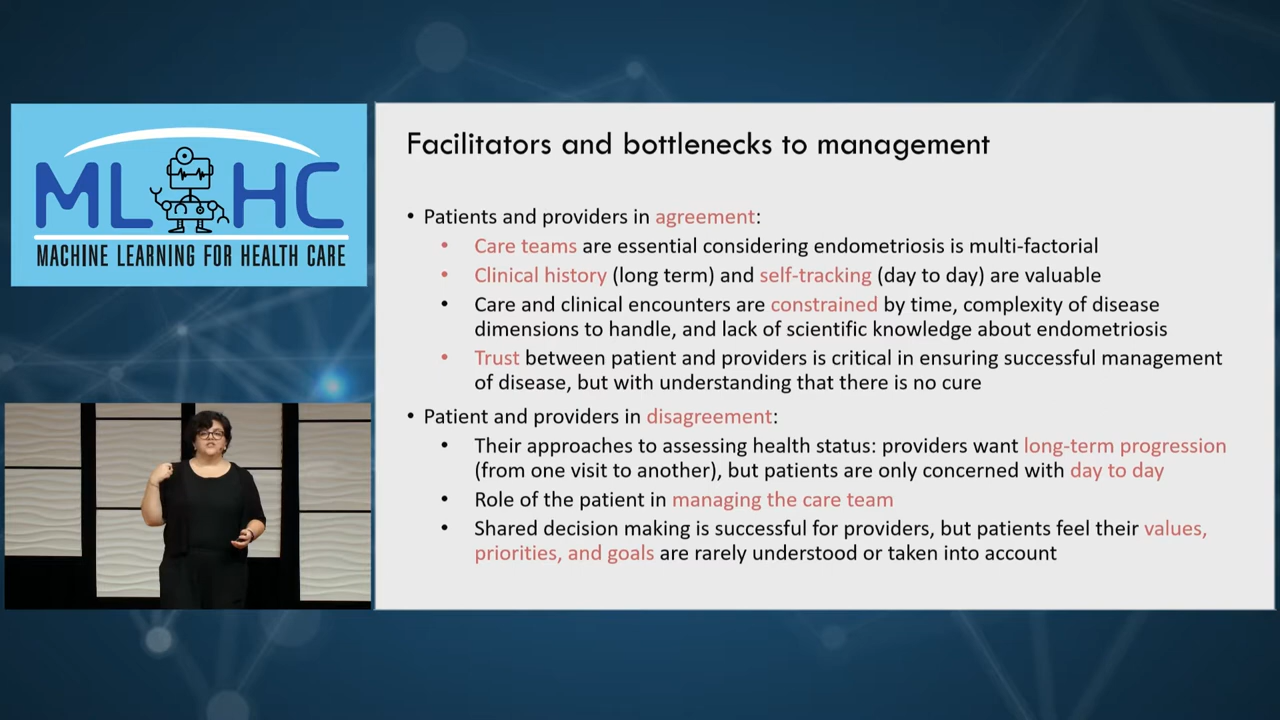 MLHC
MACHINE LEARNING FOR HEALTH CARE
Facilitators and bottlenecks to management
• Patients and providers in agreement:
• Care teams are essential considering endometriosis is multi-factorial
• Clinical history (long term) and self-tracking (day to day) are valuable
• Care and clinical encounters are constrained by time, complexity of disease
dimensions to handle, and lack of scientific knowledge about endometriosis
• Trust between patient and providers is critical in ensuring successful management
of disease, but with understanding that there is no cure
• Patient and providers in disagreement:
• Their approaches to assessing health status: providers want long-term progression
(from one visit to another), but patients are only concerned with day to day
• Role of the patient in managing the care team
• Shared decision making is successful for providers, but patients feel their values,
priorities, and goals are rarely understood or taken into account